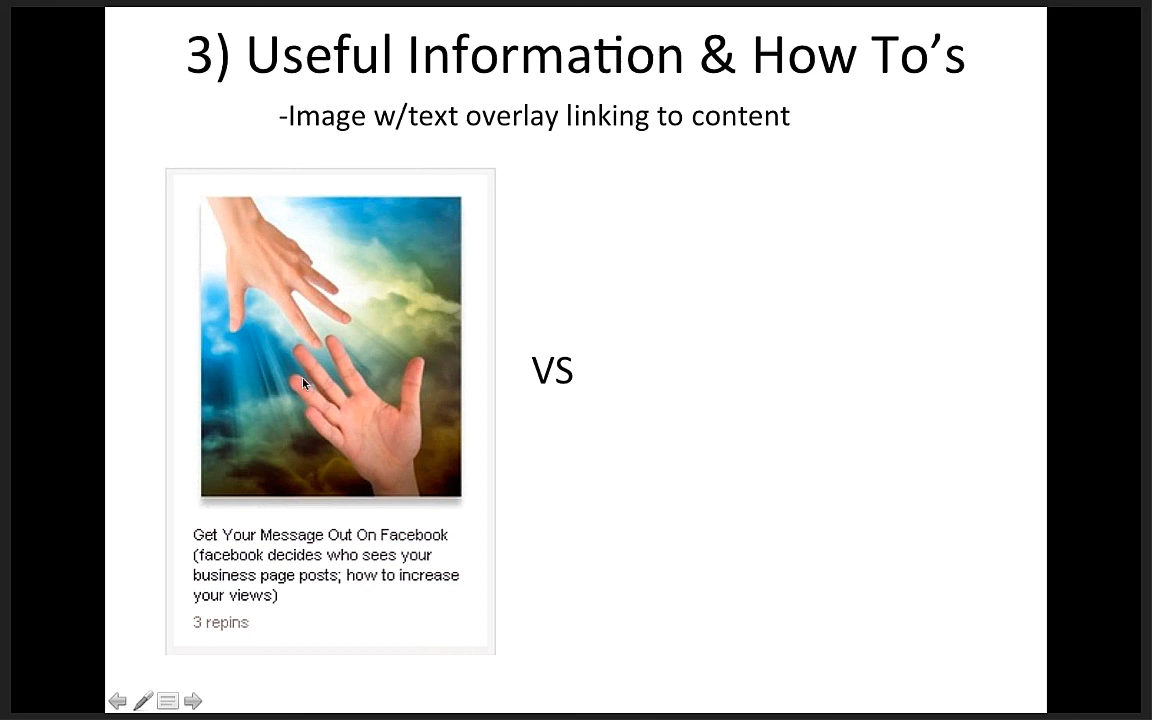 3) Useful Information & How To’s
-Image w/text overlay linking to content
VS
Get Your Message Out On Facebook
(facebook decides who sees your
business page posts; how to increase
your views)
3 repins